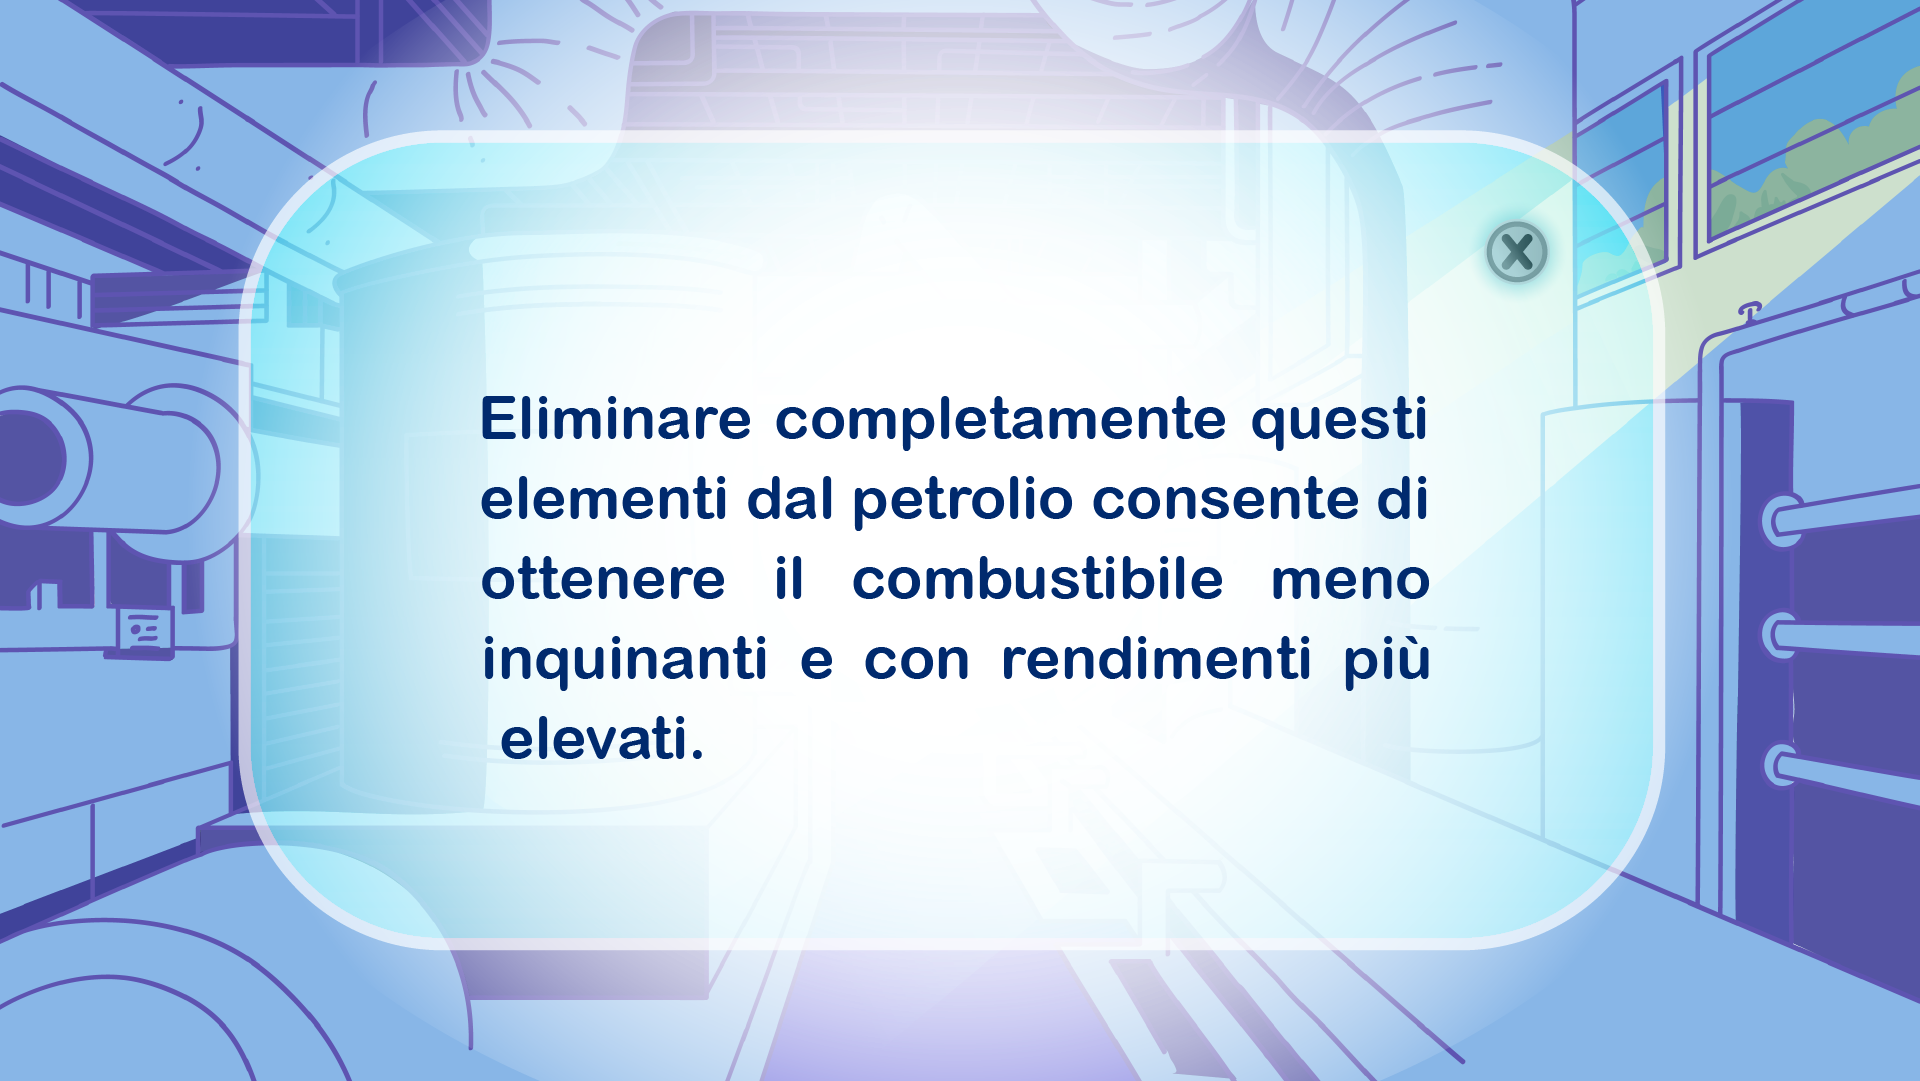 X
Eliminare completamente questi
elementi dal petrolio consente di
ottenere il combustibile meno
inquinanti e con rendimenti più
elevati.